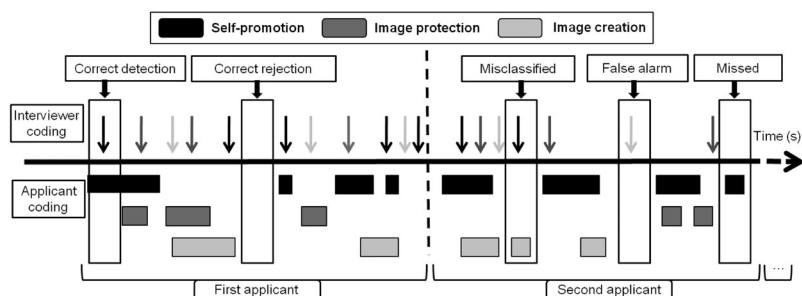 Self-promotion Image protection Image creation
Correct detection Correct rejection Misclassified False alarm Missed
Interviewer
coding
Time (s)
Applicant
coding
...
First applicant Second applicant